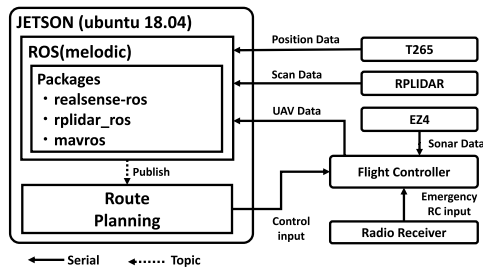 JETSON (ubuntu 18.04)
ROS(melodic)
Packages
・realsense-ros
・rplidar_ros
・mavros
Publish
Route
Planning
Position Data
T265
Scan Data
RPLIDAR
UAV Data
EZ4
Sonar Data
Flight Controller
Control
input
Emergency
RC input
Radio Receiver
Serial
Topic